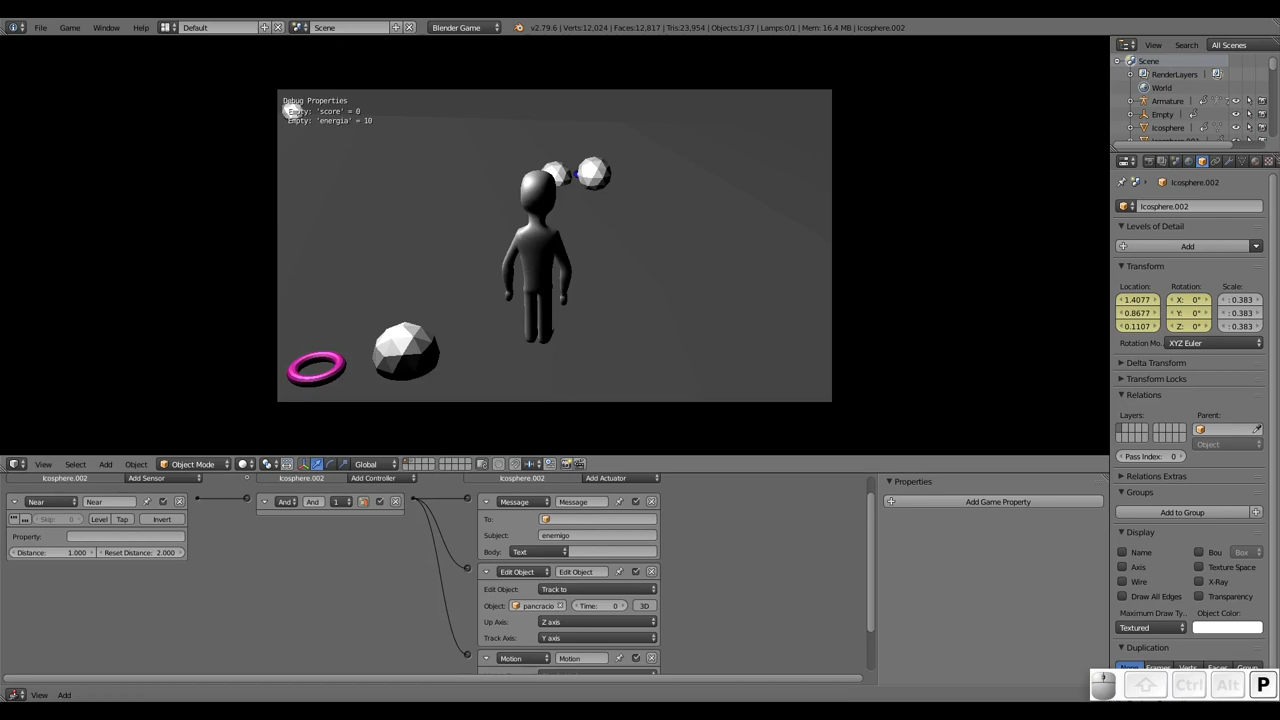 File Game Window Help Default Scene Blender Game v2.79.6 | Verts:12,024 | Faces:12,817 | Tris:23,954 | Objects:1/37 | Lamps:0/1 | Mem: 16.4 MB | Icosphere.002
View Search All Scenes
Scene
RenderLayers
World
Armature
Empty
Icosphere
Debug Properties
Empty: 'score' = 0
Empty: 'energia' = 10
Icosphere.002
Icosphere.002
Levels of Detail
Add
Transform
Location: Rotation: Scale:
1.4077 X: 0° : 0.383
0.8677 Y: 0° : 0.383
0.1107 Z: 0° : 0.383
Rotation Mo. XYZ Euler
Delta Transform
Transform Locks
Relations
Layers: Parent:
Object
Pass Index: 0
Relations Extras
Groups
Add to Group
Display
Name Bou Box
Axis Texture Space
Wire X-Ray
Draw All Edges Transparency
Maximum Draw Ty.. Object Color:
Textured
Duplication
None Frames Verts Faces Group
View Select Add Object Object Mode Global
Icosphere.002 Add Sensor Icosphere.002 Add Controller Icosphere.002 Add Actuator
Near Near And And 1 Message Message
Skip: 0 Level Tap Invert To:
Property: Subject: enemigo
Distance: 1.000 Reset Distance: 2.000 Body: Text
Edit Object Edit Object
Edit Object: Track to
Object: pancracio Time: 0 3D
Up Axis: Z axis
Track Axis: Y axis
Motion Motion
Properties
Add Game Property
View Add
Ctrl Alt P